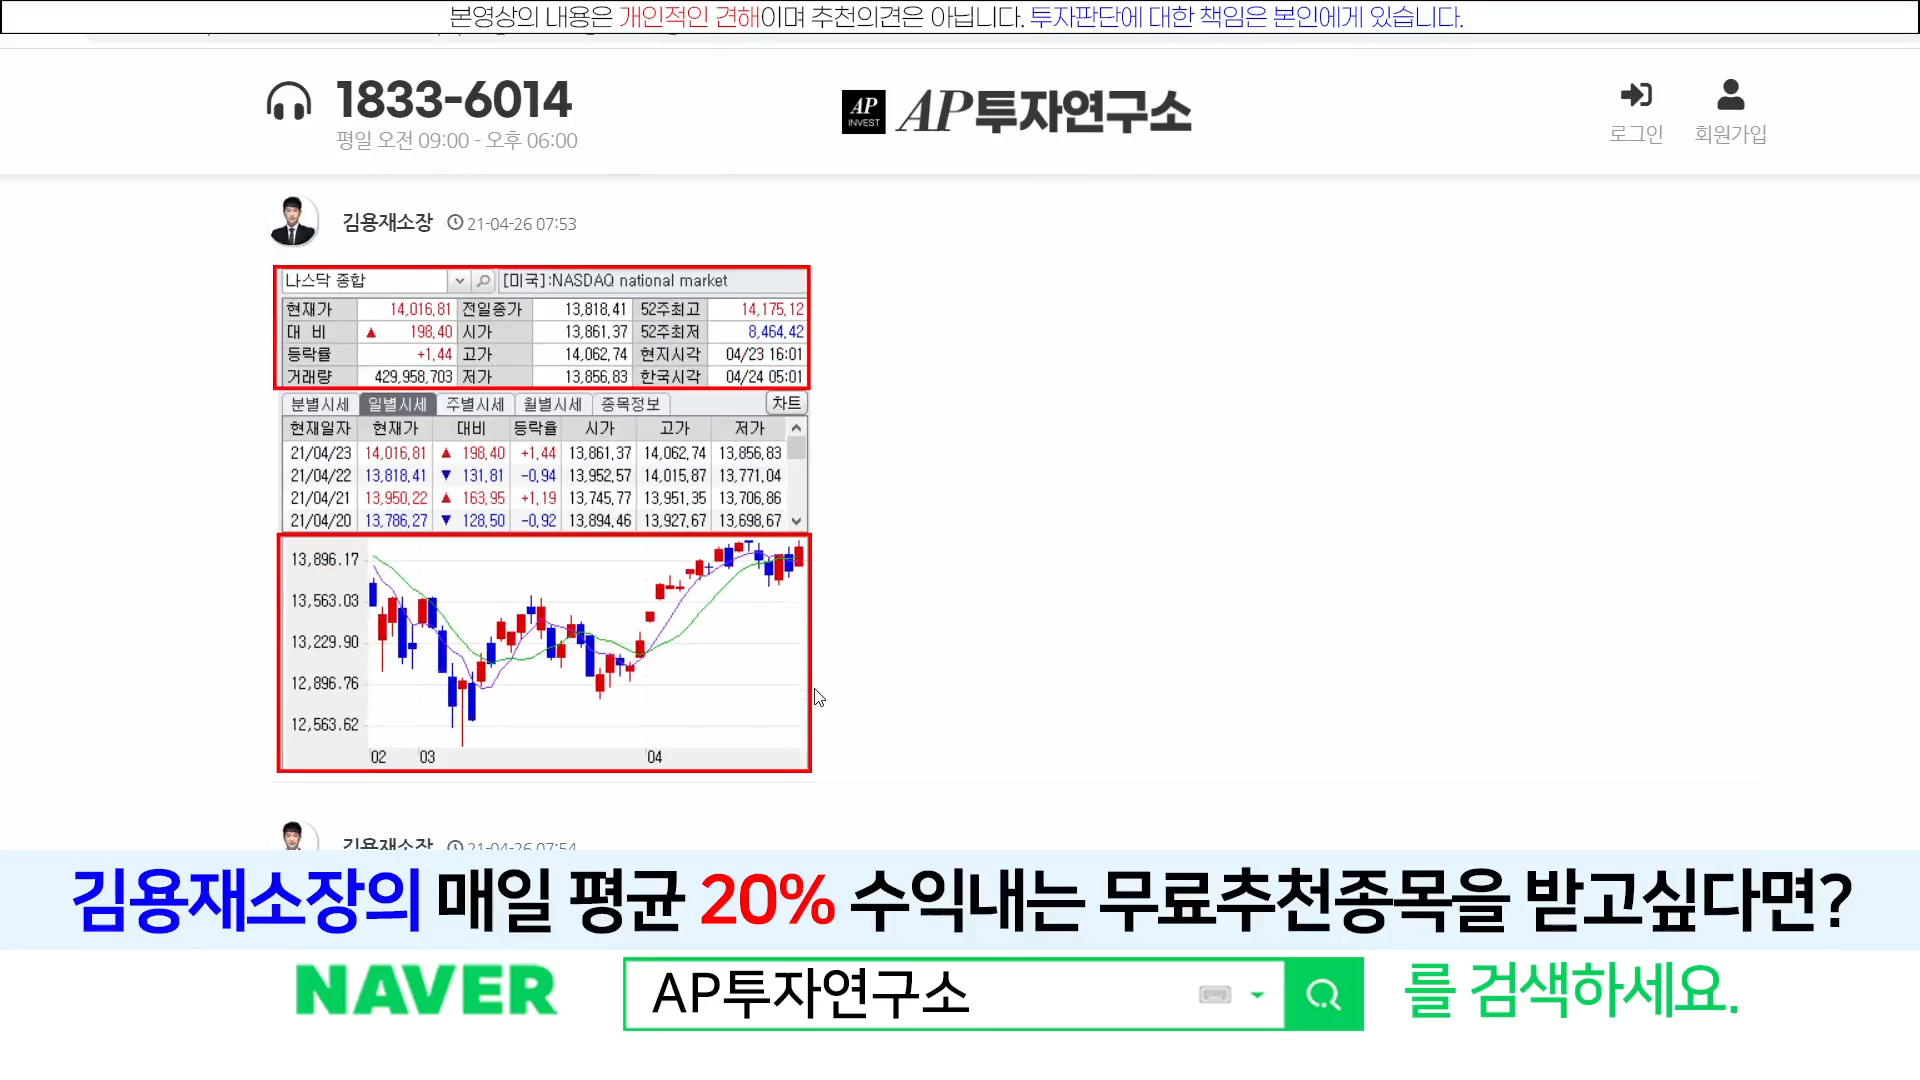 본영상의 내용은 개인적인 견해이며 추천의견은 아닙니다. 투자판단에 대한 책임은 본인에게 있습니다.
1833-6014
평일 오전 09:00 - 오후 06:00
AP INVEST
AP투자연구소
로그인
회원가입
김용재소장 21-04-26 07:53
나스닥 종합 [미국]:NASDAQ national market
현재가 14,016.81 전일종가 13,818.41 52주최고 14,175.12
대 비 ▲ 198.40 시가 13,861.37 52주최저 8,464.42
등락률 +1.44 고가 14,062.74 현지시각 04/23 16:01
거래량 429,958,703 저가 13,856.83 한국시각 04/24 05:01
분별시세 일별시세 주별시세 월별시세 종목정보 차트
현재일자 현재가 대비 등락율 시가 고가 저가
21/04/23 14,016.81 ▲ 198.40 +1.44 13,861.37 14,062.74 13,856.83
21/04/22 13,818.41 ▼ 131.81 -0.94 13,952.57 14,015.87 13,771.04
21/04/21 13,950.22 ▲ 163.95 +1.19 13,745.77 13,951.35 13,706.86
21/04/20 13,786.27 ▼ 128.50 -0.92 13,894.46 13,927.67 13,698.67
13,896.17
13,563.03
13,229.90
12,896.76
12,563.62
02 03 04
김용재소장 21-04-26 07:54
김용재소장의 매일 평균 20% 수익내는 무료추천종목을 받고싶다면?
NAVER AP투자연구소 를 검색하세요.